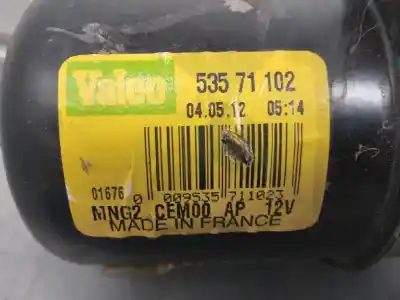 Valeo 535 71 102
04.05.12 05:14
01676
0 009535 711023
MNG2 CEM00 AP 12V
MADE IN FRANCE